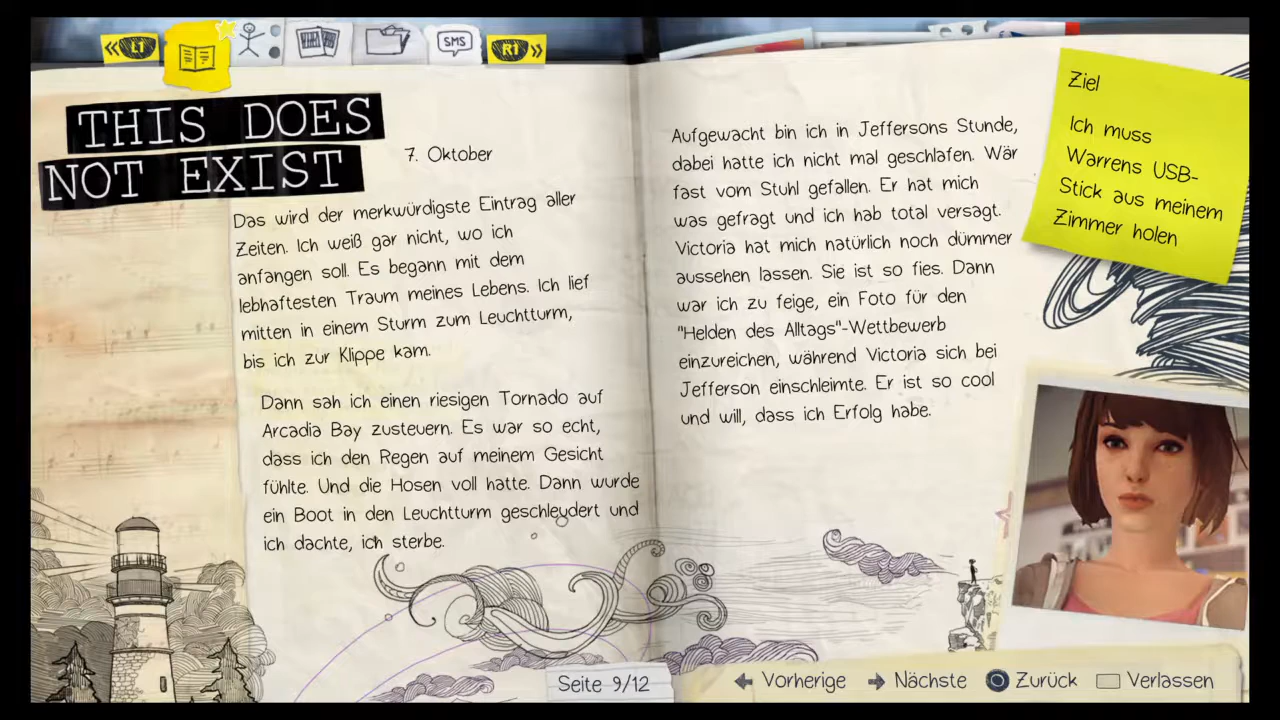 L1
SMS
R1
THIS DOES
NOT EXIST
7. Oktober
Das wird der merkwürdigste Eintrag aller
Zeiten. Ich weiß gar nicht, wo ich
anfangen soll. Es begann mit dem
lebhaftesten Traum meines Lebens. Ich lief
mitten in einem Sturm zum Leuchtturm,
bis ich zur Klippe kam.
Dann sah ich einen riesigen Tornado auf
Arcadia Bay zusteuern. Es war so echt,
dass ich den Regen auf meinem Gesicht
fühlte. Und die Hosen voll hatte. Dann wurde
ein Boot in den Leuchtturm geschleudert und
ich dachte, ich sterbe.
Aufgewacht bin ich in Jeffersons Stunde,
dabei hatte ich nicht mal geschlafen. Wär
fast vom Stuhl gefallen. Er hat mich
was gefragt und ich hab total versagt.
Victoria hat mich natürlich noch dümmer
aussehen lassen. Sie ist so fies. Dann
war ich zu feige, ein Foto für den
"Helden des Alltags"-Wettbewerb
einzureichen, während Victoria sich bei
Jefferson einschleimte. Er ist so cool
und will, dass ich Erfolg habe.
Ziel
Ich muss
Warrens USB-
Stick aus meinem
Zimmer holen
Seite 9/12
Vorherige Nächste Zurück Verlassen